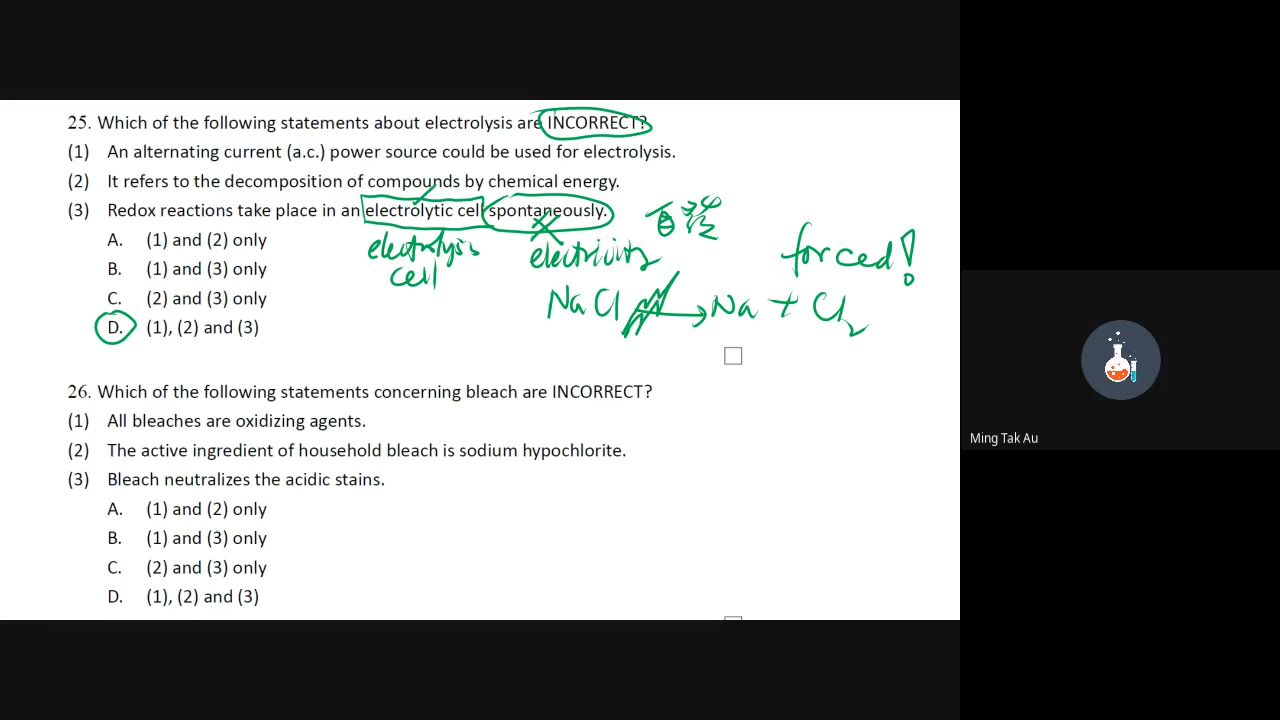 25. Which of the following statements about electrolysis are INCORRECT?
(1) An alternating current (a.c.) power source could be used for electrolysis.
(2) It refers to the decomposition of compounds by chemical energy.
(3) Redox reactions take place in an electrolytic cell spontaneously.
自發
A. (1) and (2) only
electrolysis cell
electricity
forced!
B. (1) and (3) only
C. (2) and (3) only
NaCl → Na + Cl2
D. (1), (2) and (3)
26. Which of the following statements concerning bleach are INCORRECT?
(1) All bleaches are oxidizing agents.
(2) The active ingredient of household bleach is sodium hypochlorite.
(3) Bleach neutralizes the acidic stains.
A. (1) and (2) only
B. (1) and (3) only
C. (2) and (3) only
D. (1), (2) and (3)
Ming Tak Au